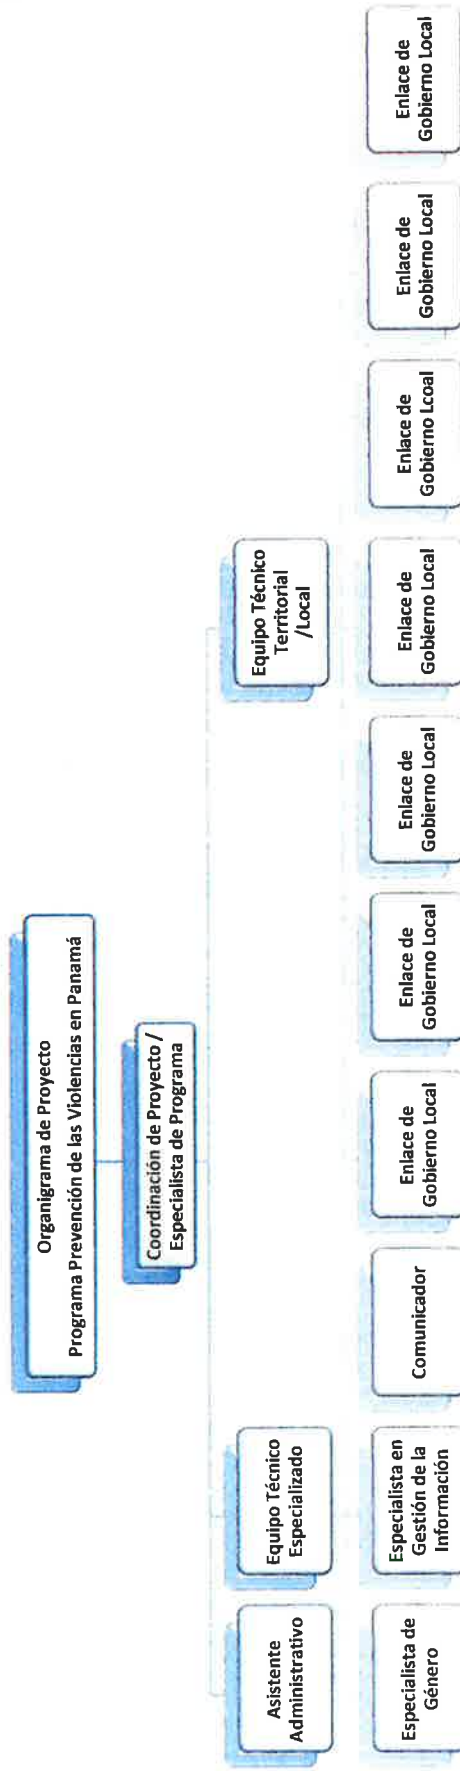 Organigrama de Proyecto
Programa Prevención de las Violencias en Panamá
Coordinación de Proyecto /
Especialista de Programa
Asistente
Administrativo
Equipo Técnico
Especializado
Equipo Técnico
Territorial
/Local
Especialista de
Género
Especialista en
Gestión de la
Información
Comunicador
Enlace de
Gobierno Local
Enlace de
Gobierno Local
Enlace de
Gobierno Local
Enlace de
Gobierno Local
Enlace de
Gobierno Lcoal
Enlace de
Gobierno Local
Enlace de
Gobierno Local